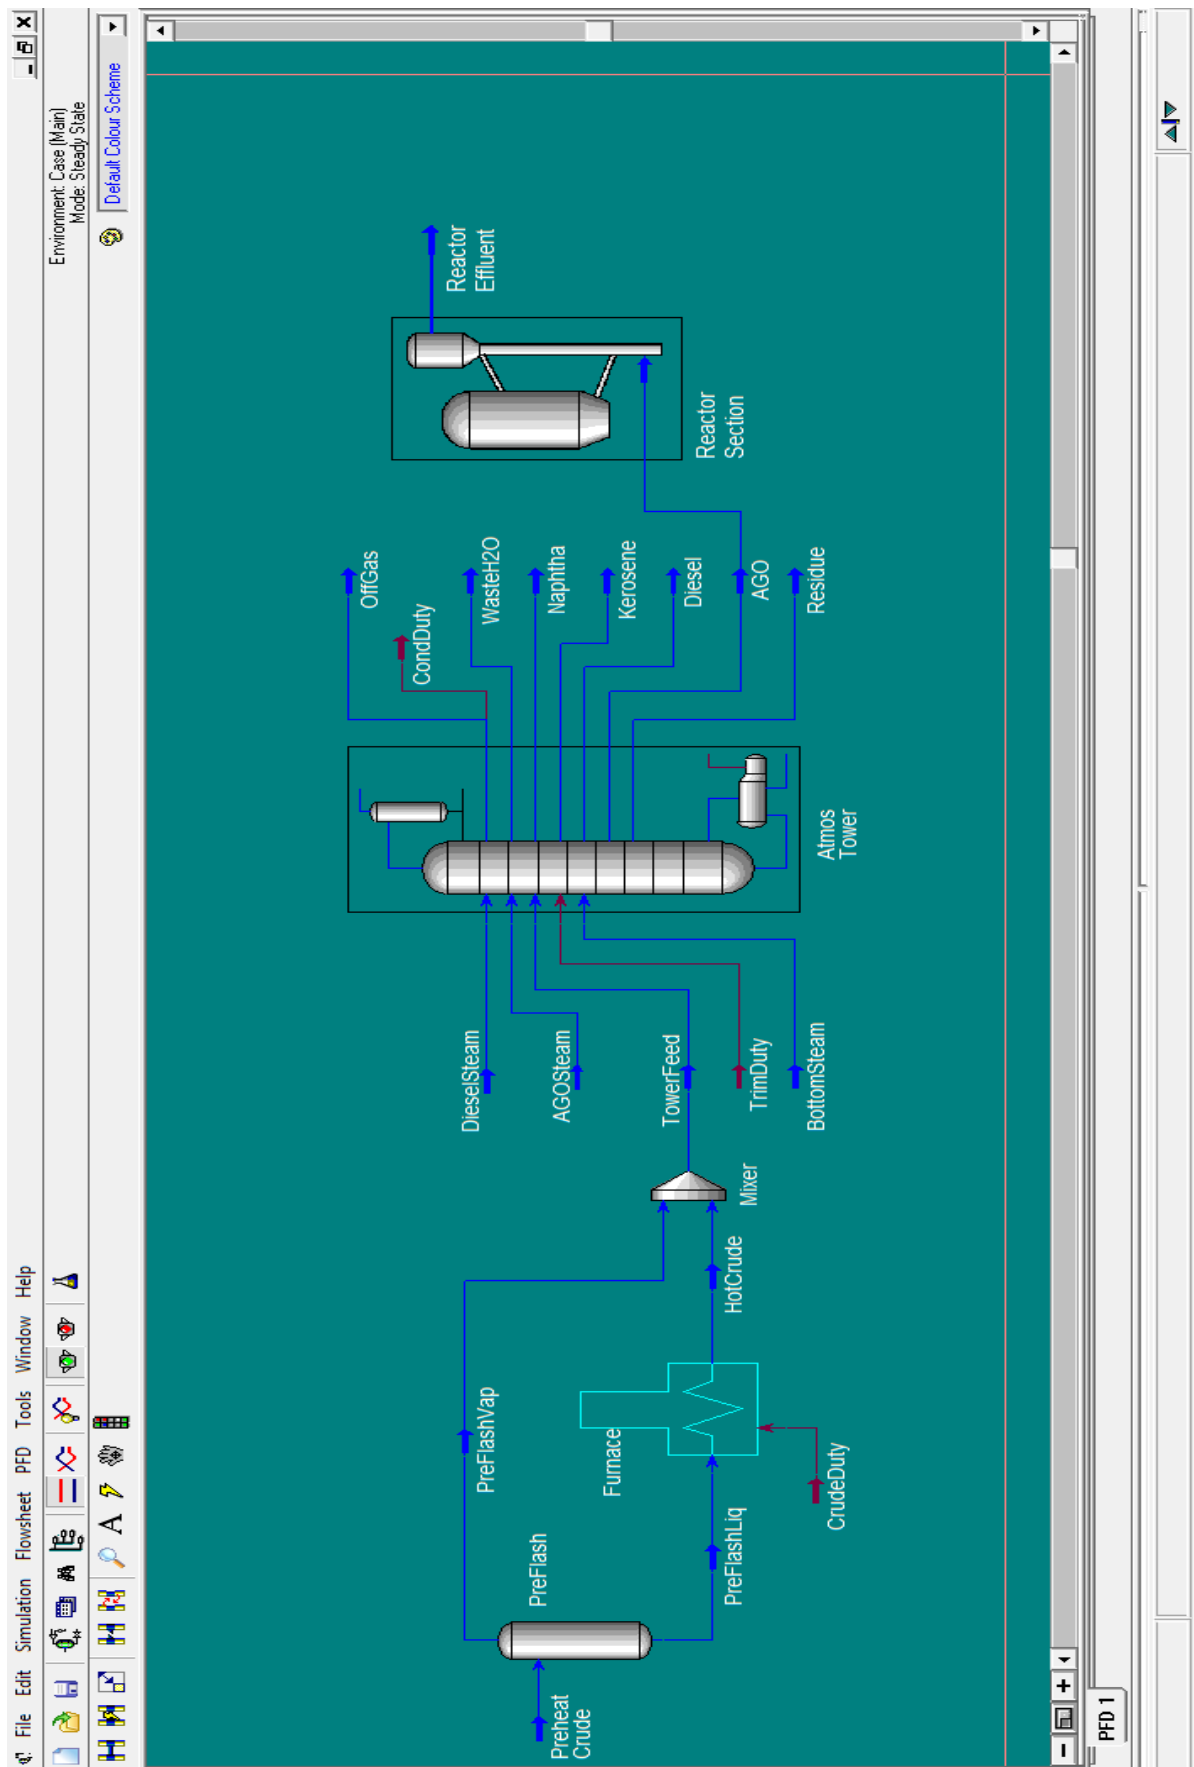 File Edit Simulation Flowsheet PFD Tools Window Help
Environment: Case (Main)
Mode: Steady State
A
Default Colour Scheme
Preheat
Crude
PreFlash
PreFlashVap
PreFlashLiq
Furnace
CrudeDuty
HotCrude
Mixer
DieselSteam
AGOSteam
TowerFeed
TrimDuty
BottomSteam
Atmos
Tower
OffGas
CondDuty
WasteH2O
Naphtha
Kerosene
Diesel
AGO
Residue
Reactor
Section
Reactor
Effluent
PFD 1